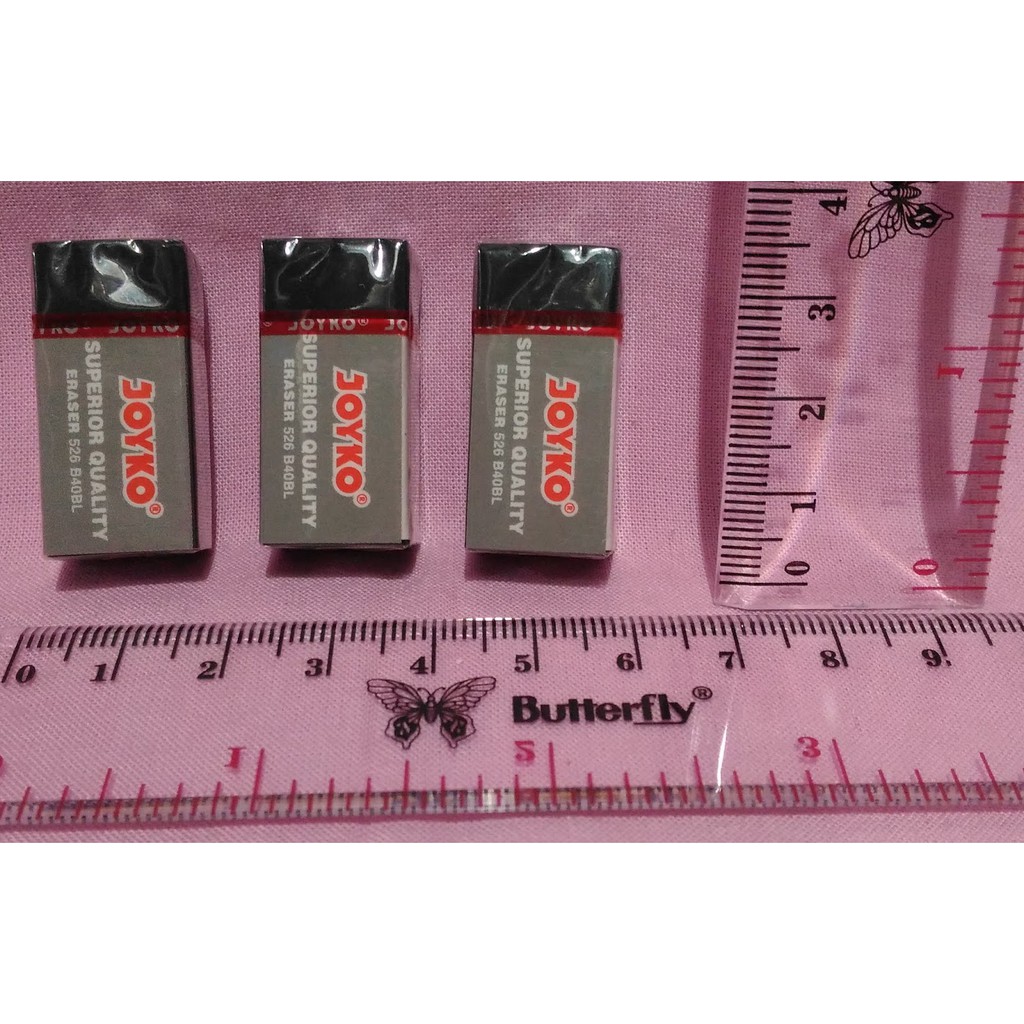 JOYKO
JOYKO
SUPERIOR QUALITY
ERASER 526 B40BL
JOYKO® JO
JOYKO®
SUPERIOR QUALITY
ERASER 526 B40BL
JOYKO
JOYKO®
SUPERIOR QUALITY
ERASER 526 B40BL
4
3
2
1
0
1
0
0 1 2 3 4 5 6 7 8 9
Butterfly®
1 2 3